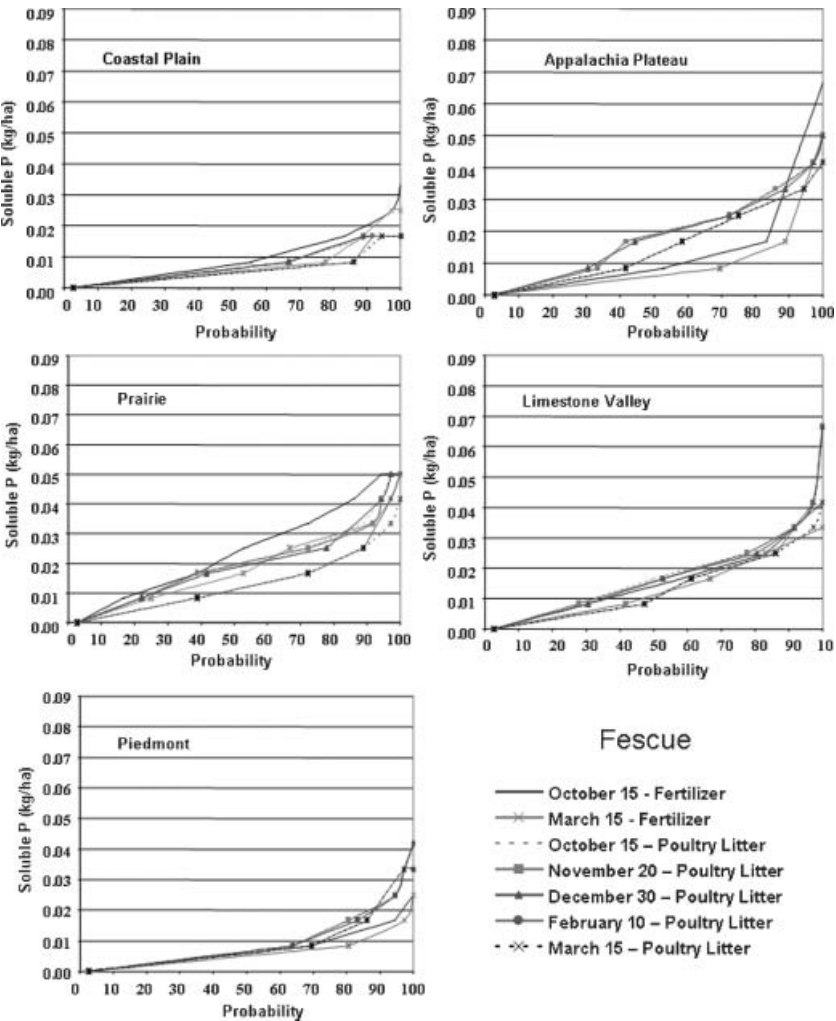 Coastal Plain
Soluble P (kg/ha)
0.09
0.08
0.07
0.06
0.05
0.04
0.03
0.02
0.01
0.00
0 10 20 30 40 50 60 70 80 90 100
Probability
Appalachia Plateau
Soluble P (kg/ha)
0.09
0.08
0.07
0.06
0.05
0.04
0.03
0.02
0.01
0.00
0 10 20 30 40 50 60 70 80 90 100
Probability
Prairie
Soluble P (kg/ha)
0.09
0.08
0.07
0.06
0.05
0.04
0.03
0.02
0.01
0.00
0 10 20 30 40 50 60 70 80 90 100
Probability
Limestone Valley
Soluble P (kg/ha)
0.09
0.08
0.07
0.06
0.05
0.04
0.03
0.02
0.01
0.00
0 10 20 30 40 50 60 70 80 90 10
Probability
Piedmont
Soluble P (kg/ha)
0.09
0.08
0.07
0.06
0.05
0.04
0.03
0.02
0.01
0.00
0 10 20 30 40 50 60 70 80 90 100
Probability
Fescue
October 15 - Fertilizer
March 15 - Fertilizer
October 15 – Poultry Litter
November 20 – Poultry Litter
December 30 – Poultry Litter
February 10 – Poultry Litter
March 15 – Poultry Litter